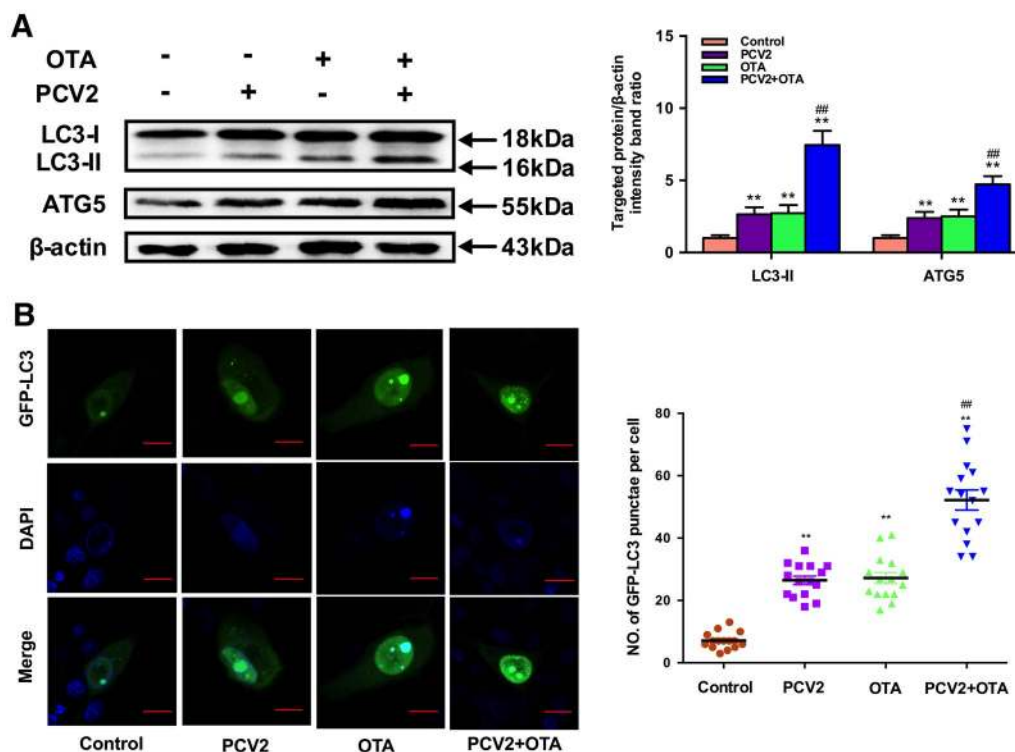 A
OTA - - + +
PCV2 - + - +
LC3-I
18kDa
LC3-II
16kDa
ATG5
55kDa
β-actin
43kDa
Targeted protein/β-actin
intensity band ratio
15
10
5
0
Control
PCV2
OTA
PCV2+OTA
** ** ## **
** ** ## **
LC3-II ATG5
B
GFP-LC3
DAPI
Merge
Control PCV2 OTA PCV2+OTA
NO. of GFP-LC3 punctae per cell
80
60
40
20
0
** ** ## **
Control PCV2 OTA PCV2+OTA